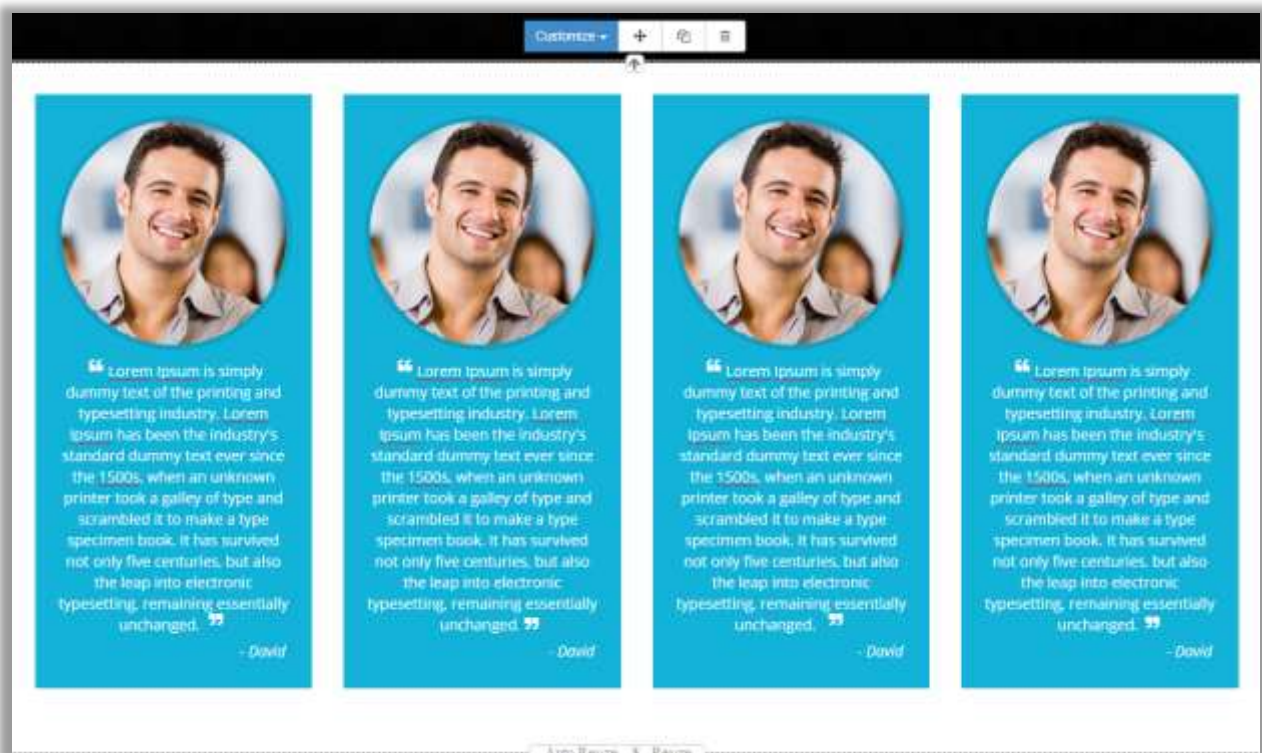 Customize
❝ Lorem Ipsum is simply
dummy text of the printing and
typesetting industry. Lorem
Ipsum has been the industry's
standard dummy text ever since
the 1500s, when an unknown
printer took a galley of type and
scrambled it to make a type
specimen book. It has survived
not only five centuries, but also
the leap into electronic
typesetting, remaining essentially
unchanged. ❞
- David
❝ Lorem Ipsum is simply
dummy text of the printing and
typesetting industry. Lorem
Ipsum has been the industry's
standard dummy text ever since
the 1500s, when an unknown
printer took a galley of type and
scrambled it to make a type
specimen book. It has survived
not only five centuries, but also
the leap into electronic
typesetting, remaining essentially
unchanged. ❞
- David
❝ Lorem Ipsum is simply
dummy text of the printing and
typesetting industry. Lorem
Ipsum has been the industry's
standard dummy text ever since
the 1500s, when an unknown
printer took a galley of type and
scrambled it to make a type
specimen book. It has survived
not only five centuries, but also
the leap into electronic
typesetting, remaining essentially
unchanged. ❞
- David
❝ Lorem Ipsum is simply
dummy text of the printing and
typesetting industry. Lorem
Ipsum has been the industry's
standard dummy text ever since
the 1500s, when an unknown
printer took a galley of type and
scrambled it to make a type
specimen book. It has survived
not only five centuries, but also
the leap into electronic
typesetting, remaining essentially
unchanged. ❞
- David